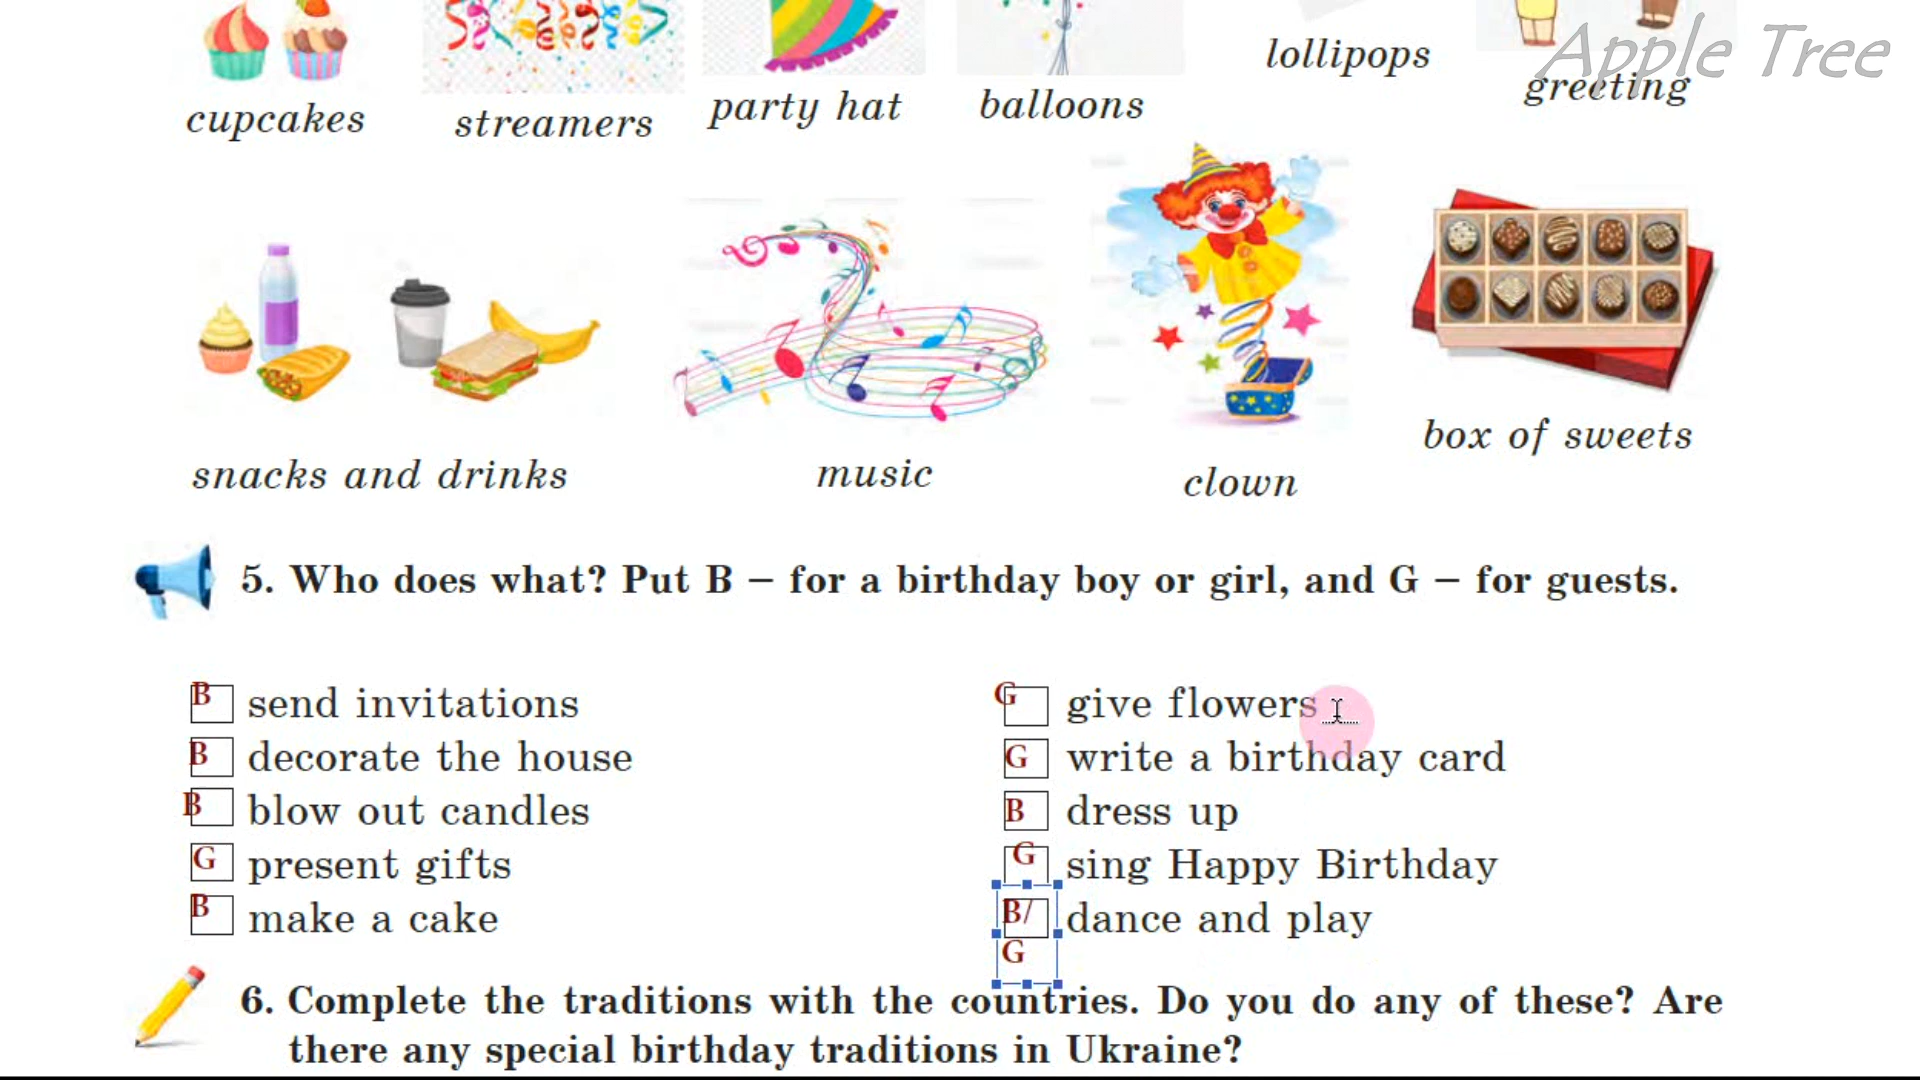 Apple Tree
lollipops
greeting
cupcakes
streamers
party hat
balloons
snacks and drinks
music
clown
box of sweets
5. Who does what? Put B – for a birthday boy or girl, and G – for guests.
B send invitations
B decorate the house
B blow out candles
G present gifts
B make a cake
G give flowers
G write a birthday card
B dress up
G sing Happy Birthday
B/ dance and play
G
6. Complete the traditions with the countries. Do you do any of these? Are
there any special birthday traditions in Ukraine?